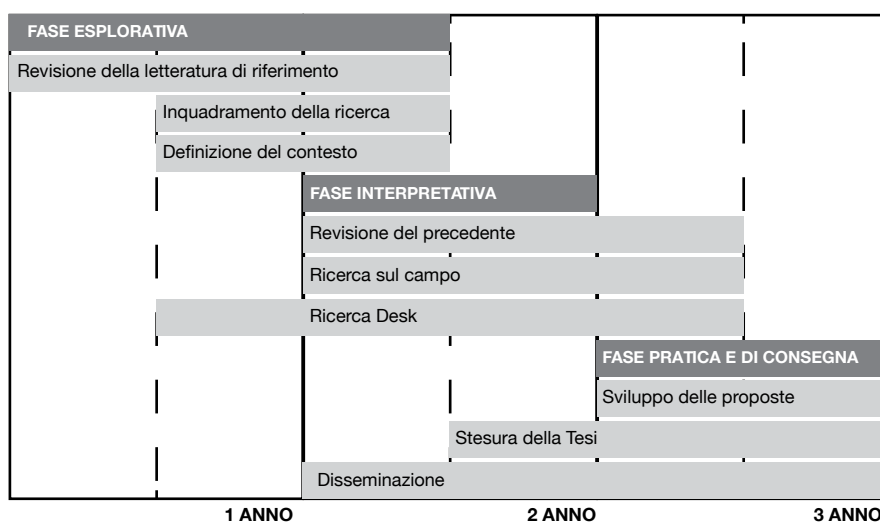 FASE ESPLORATIVA
Revisione della letteratura di riferimento
Inquadramento della ricerca
Definizione del contesto
FASE INTERPRETATIVA
Revisione del precedente
Ricerca sul campo
Ricerca Desk
FASE PRATICA E DI CONSEGNA
Sviluppo delle proposte
Stesura della Tesi
Disseminazione
1 ANNO 2 ANNO 3 ANNO